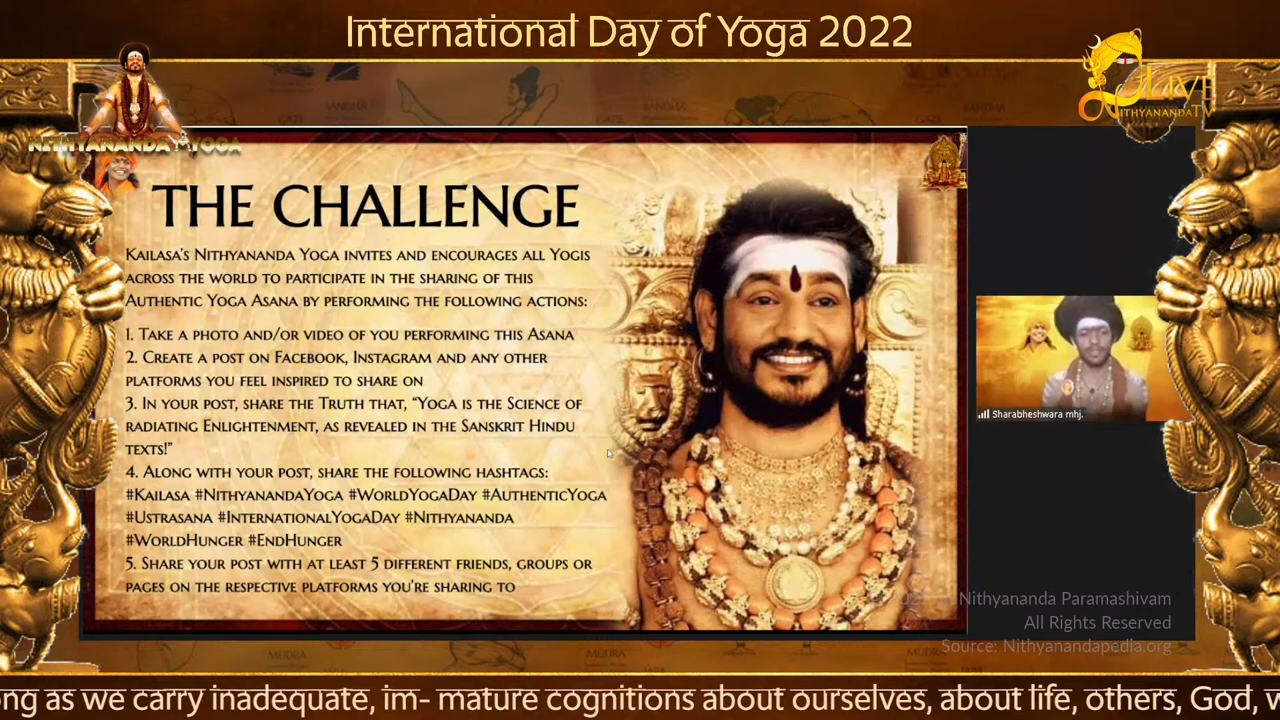 International Day of Yoga 2022
LIVE
NITHYANANDATV
NITHYANANDA YOGA
THE CHALLENGE
KAILASA'S NITHYANANDA YOGA INVITES AND ENCOURAGES ALL YOGIS
ACROSS THE WORLD TO PARTICIPATE IN THE SHARING OF THIS
AUTHENTIC YOGA ASANA BY PERFORMING THE FOLLOWING ACTIONS:
1. TAKE A PHOTO AND/OR VIDEO OF YOU PERFORMING THIS ASANA
2. CREATE A POST ON FACEBOOK, INSTAGRAM AND ANY OTHER
PLATFORMS YOU FEEL INSPIRED TO SHARE ON
3. IN YOUR POST, SHARE THE TRUTH THAT, "YOGA IS THE SCIENCE OF
RADIATING ENLIGHTENMENT, AS REVEALED IN THE SANSKRIT HINDU
TEXTS!"
4. ALONG WITH YOUR POST, SHARE THE FOLLOWING HASHTAGS:
#KAILASA #NITHYANANDAYOGA #WORLDYOGADAY #AUTHENTICYOGA
#USTRASANA #INTERNATIONALYOGADAY #NITHYANANDA
#WORLDHUNGER #ENDHUNGER
5. SHARE YOUR POST WITH AT LEAST 5 DIFFERENT FRIENDS, GROUPS OR
PAGES ON THE RESPECTIVE PLATFORMS YOU'RE SHARING TO
Sharabheshwara mhj.
Nithyananda Paramashivam
All Rights Reserved
Source: Nithyanandapedia.org
as we carry inadequate, im- mature cognitions about ourselves, about life, others, God,